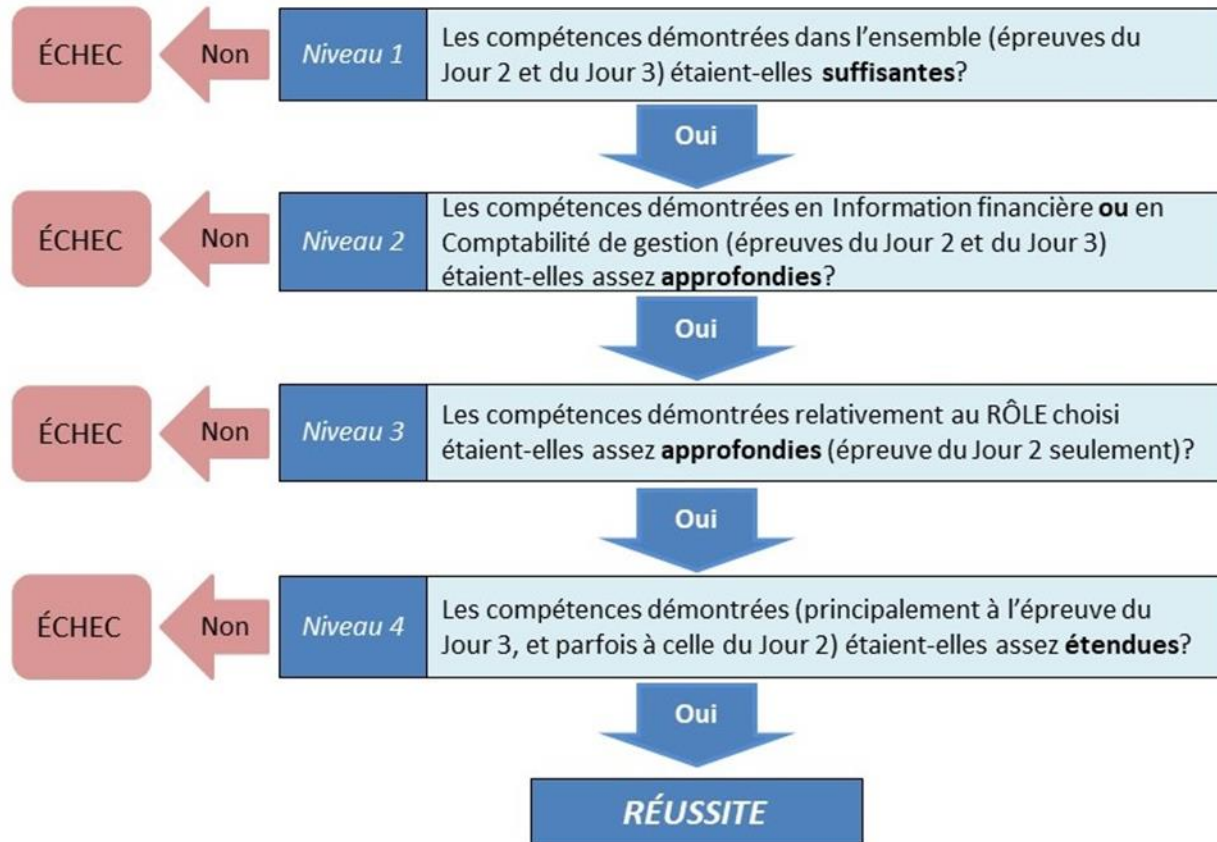 ÉCHEC
Non
Niveau 1
Les compétences démontrées dans l'ensemble (épreuves du
Jour 2 et du Jour 3) étaient-elles suffisantes?
Oui
ÉCHEC
Non
Niveau 2
Les compétences démontrées en Information financière ou en
Comptabilité de gestion (épreuves du Jour 2 et du Jour 3)
étaient-elles assez approfondies?
Oui
ÉCHEC
Non
Niveau 3
Les compétences démontrées relativement au RÔLE choisi
étaient-elles assez approfondies (épreuve du Jour 2 seulement)?
Oui
ÉCHEC
Non
Niveau 4
Les compétences démontrées (principalement à l'épreuve du
Jour 3, et parfois à celle du Jour 2) étaient-elles assez étendues?
Oui
RÉUSSITE